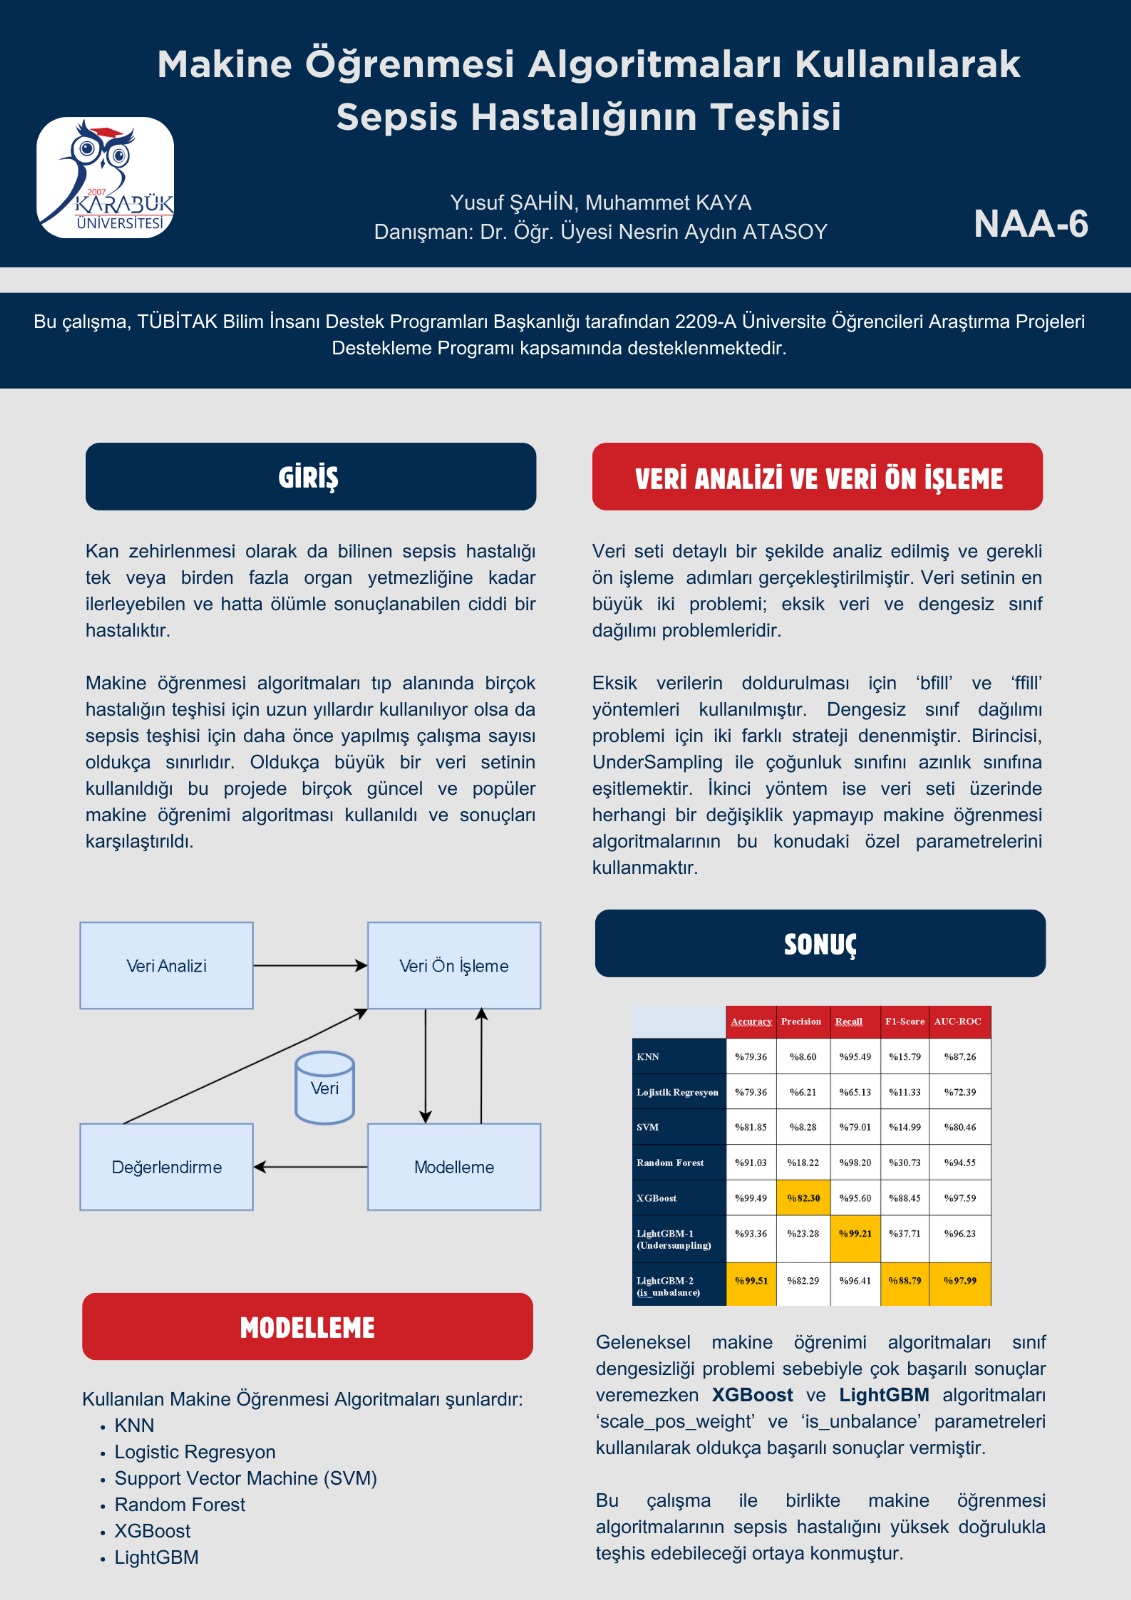 Makine Öğrenmesi Algoritmaları Kullanılarak
Sepsis Hastalığının Teşhisi
2007
KARABÜK
ÜNİVERSİTESİ
Yusuf ŞAHİN, Muhammet KAYA
Danışman: Dr. Öğr. Üyesi Nesrin Aydın ATASOY
NAA-6
Bu çalışma, TÜBİTAK Bilim İnsanı Destek Programları Başkanlığı tarafından 2209-A Üniversite Öğrencileri Araştırma Projeleri
Destekleme Programı kapsamında desteklenmektedir.
GİRİŞ
Kan zehirlenmesi olarak da bilinen sepsis hastalığı
tek veya birden fazla organ yetmezliğine kadar
ilerleyebilen ve hatta ölümle sonuçlanabilen ciddi bir
hastalıktır.
Makine öğrenmesi algoritmaları tıp alanında birçok
hastalığın teşhisi için uzun yıllardır kullanılıyor olsa da
sepsis teşhisi için daha önce yapılmış çalışma sayısı
oldukça sınırlıdır. Oldukça büyük bir veri setinin
kullanıldığı bu projede birçok güncel ve popüler
makine öğrenimi algoritması kullanıldı ve sonuçları
karşılaştırıldı.
Veri Analizi
Veri Ön İşleme
Veri
Değerlendirme
Modelleme
MODELLEME
Kullanılan Makine Öğrenmesi Algoritmaları şunlardır:
• KNN
• Logistic Regresyon
• Support Vector Machine (SVM)
• Random Forest
• XGBoost
• LightGBM
VERİ ANALİZİ VE VERİ ÖN İŞLEME
Veri seti detaylı bir şekilde analiz edilmiş ve gerekli
ön işleme adımları gerçekleştirilmiştir. Veri setinin en
büyük iki problemi; eksik veri ve dengesiz sınıf
dağılımı problemleridir.
Eksik verilerin doldurulması için ‘bfill’ ve ‘ffill’
yöntemleri kullanılmıştır. Dengesiz sınıf dağılımı
problemi için iki farklı strateji denenmiştir. Birincisi,
UnderSampling ile çoğunluk sınıfını azınlık sınıfına
eşitlemektir. İkinci yöntem ise veri seti üzerinde
herhangi bir değişiklik yapmayıp makine öğrenmesi
algoritmalarının bu konudaki özel parametrelerini
kullanmaktır.
SONUÇ
Accuracy Precision Recall F1-Score AUC-ROC
KNN %79.36 %8.60 %95.49 %15.79 %87.26
Lojistik Regresyon %79.36 %6.21 %65.13 %11.33 %72.39
SVM %81.85 %8.28 %79.01 %14.99 %80.46
Random Forest %91.03 %18.22 %98.20 %30.73 %94.55
XGBoost %99.49 %82.30 %95.60 %88.45 %97.59
LightGBM-1 %93.36 %23.28 %99.21 %37.71 %96.23
(Undersampling)
LightGBM-2 %99.51 %82.29 %96.41 %88.79 %97.99
(is_unbalance)
Geleneksel makine öğrenimi algoritmaları sınıf
dengesizliği problemi sebebiyle çok başarılı sonuçlar
veremezken XGBoost ve LightGBM algoritmaları
‘scale_pos_weight’ ve ‘is_unbalance’ parametreleri
kullanılarak oldukça başarılı sonuçlar vermiştir.
Bu çalışma ile birlikte makine öğrenmesi
algoritmalarının sepsis hastalığını yüksek doğrulukla
teşhis edebileceği ortaya konmuştur.